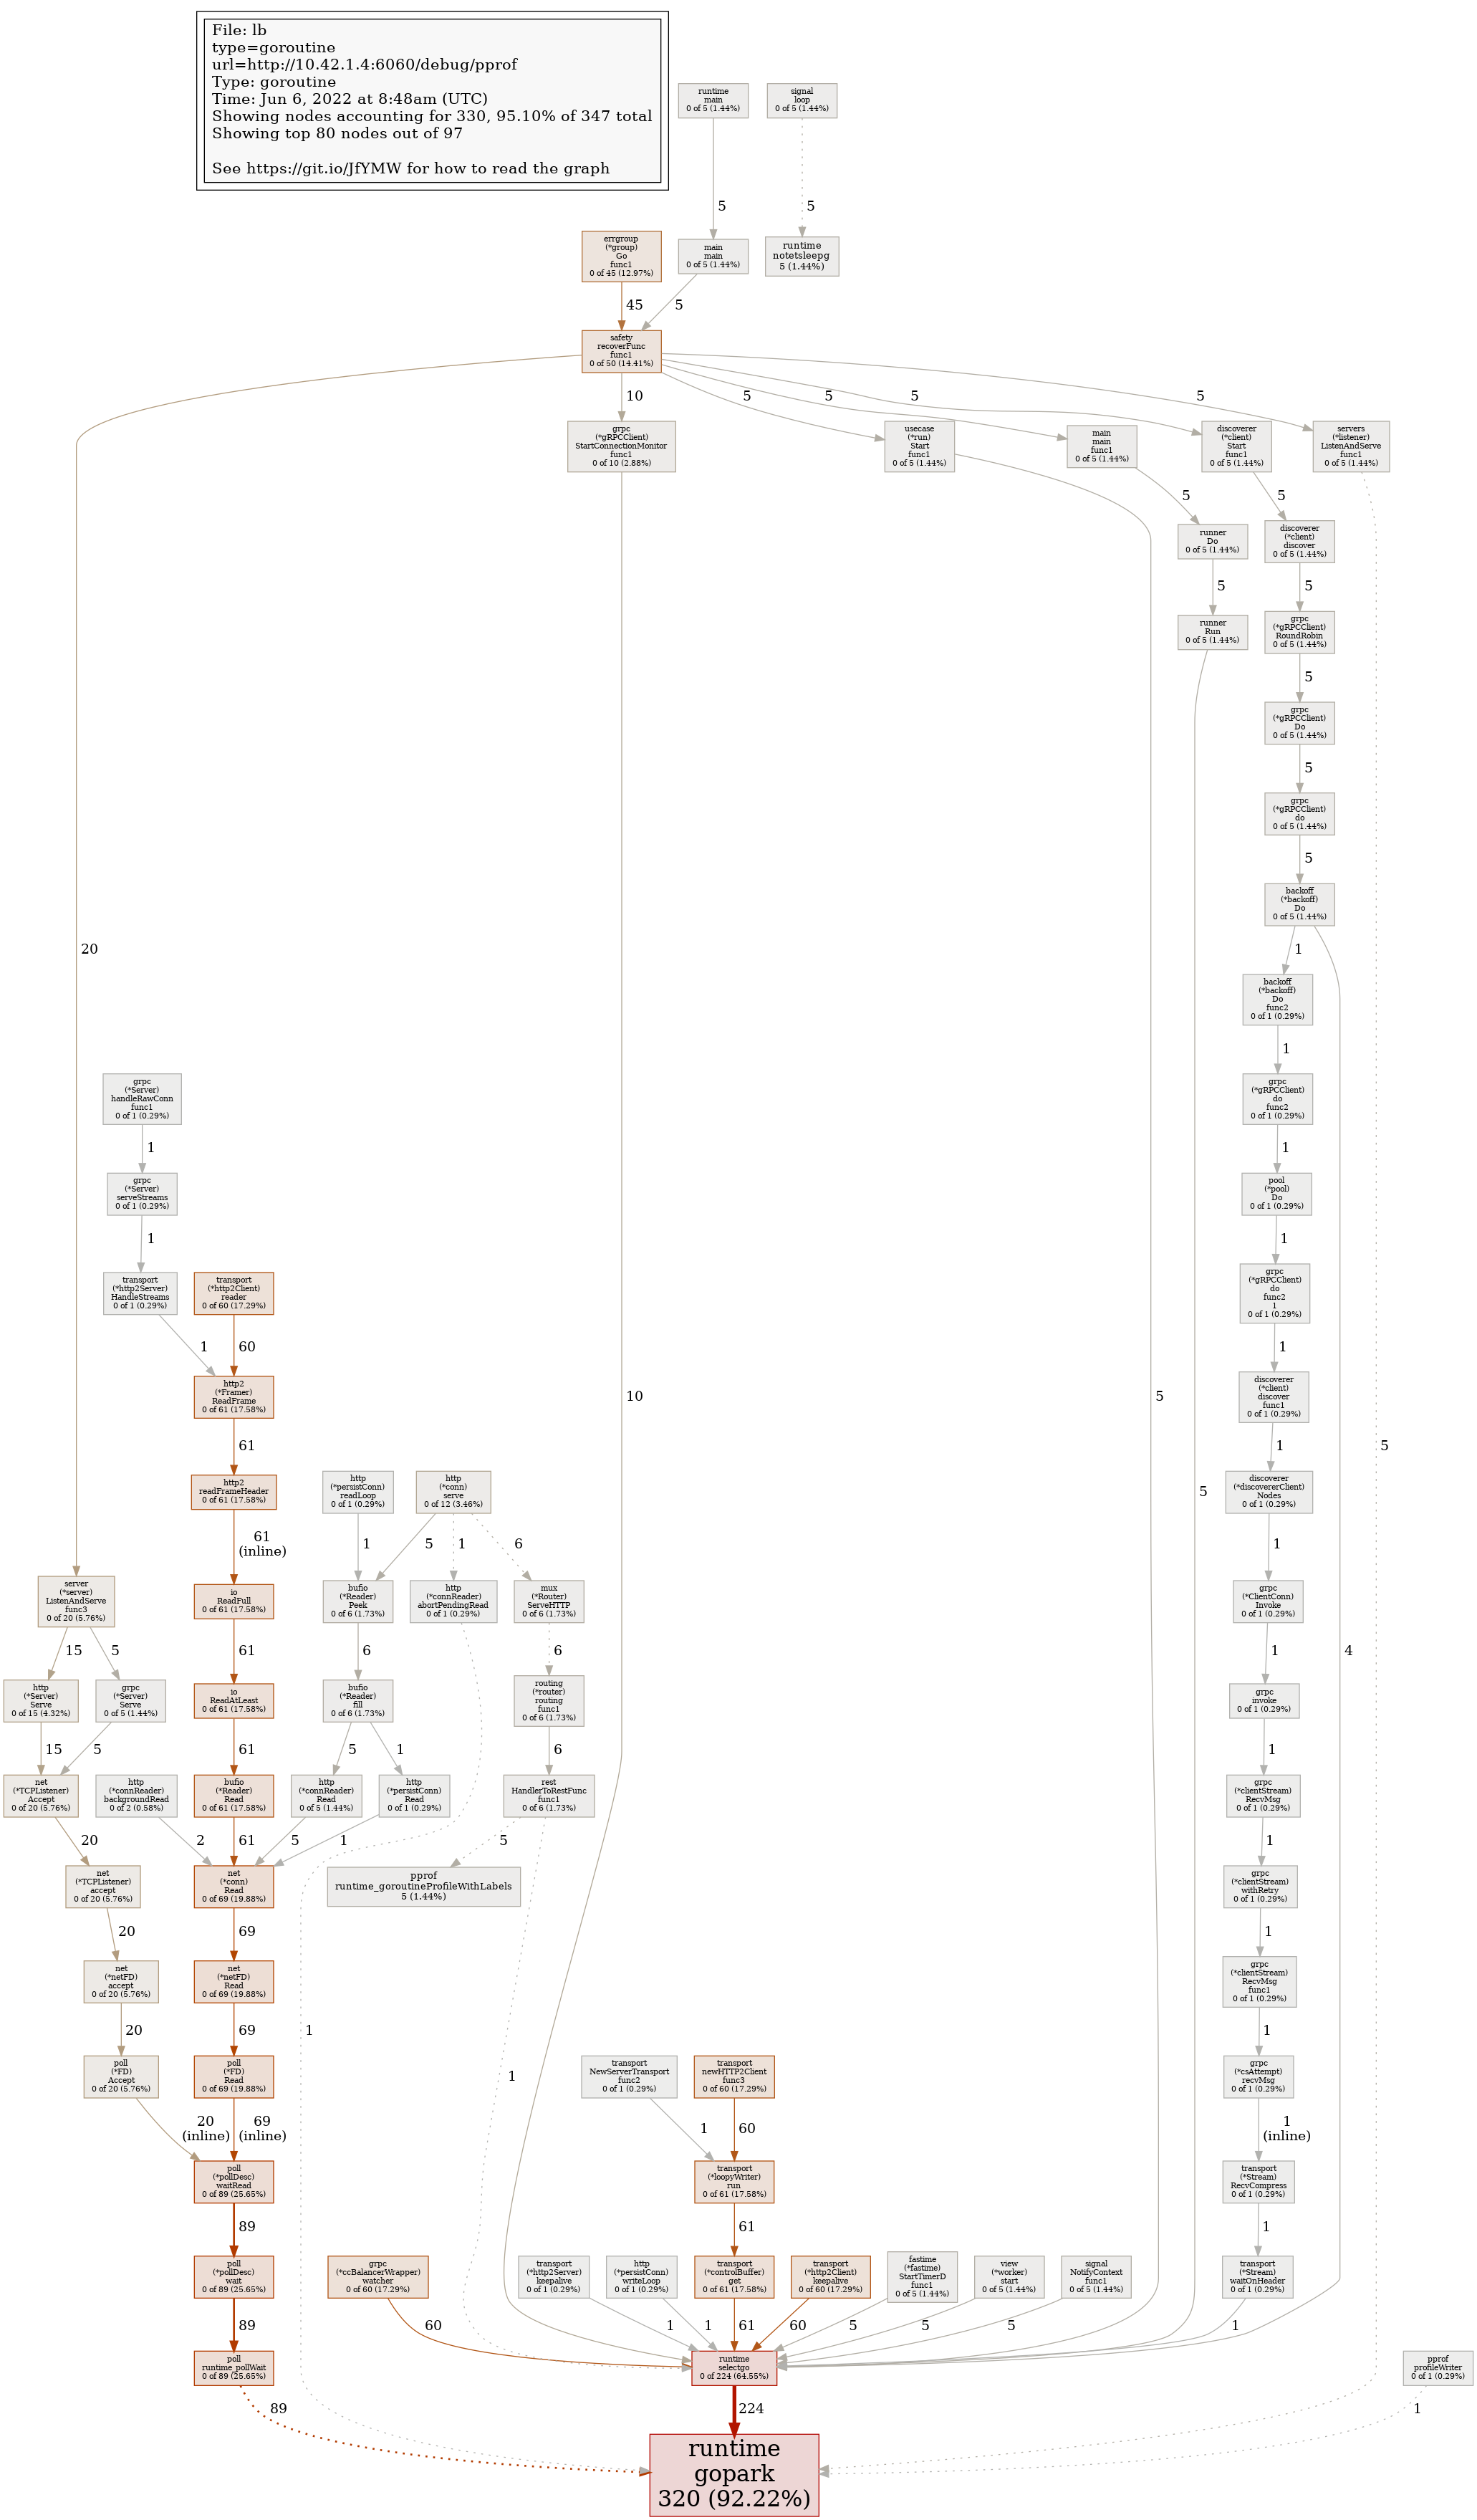 File: lb
type=goroutine
url=http://10.42.1.4:6060/debug/pprof
Type: goroutine
Time: Jun 6, 2022 at 8:48am (UTC)
Showing nodes accounting for 330, 95.10% of 347 total
Showing top 80 nodes out of 97
See https://git.io/JfYMW for how to read the graph
runtime
main
0 of 5 (1.44%)
signal
loop
0 of 5 (1.44%)
5
5
errgroup
(*group)
Go
func1
0 of 45 (12.97%)
main
main
0 of 5 (1.44%)
runtime
notetsleepg
5 (1.44%)
45
5
safety
recoverFunc
func1
0 of 50 (14.41%)
20
10
5
5
5
5
grpc
(*gRPCClient)
StartConnectionMonitor
func1
0 of 10 (2.88%)
usecase
(*run)
Start
func1
0 of 5 (1.44%)
main
main
func1
0 of 5 (1.44%)
discoverer
(*client)
Start
func1
0 of 5 (1.44%)
servers
(*listener)
ListenAndServe
func1
0 of 5 (1.44%)
10
5
5
5
5
runner
Do
0 of 5 (1.44%)
discoverer
(*client)
discover
0 of 5 (1.44%)
5
5
runner
Run
0 of 5 (1.44%)
grpc
(*gRPCClient)
RoundRobin
0 of 5 (1.44%)
5
5
grpc
(*gRPCClient)
Do
0 of 5 (1.44%)
5
grpc
(*gRPCClient)
do
0 of 5 (1.44%)
5
backoff
(*backoff)
Do
0 of 5 (1.44%)
1
4
backoff
(*backoff)
Do
func2
0 of 1 (0.29%)
1
grpc
(*Server)
handleRawConn
func1
0 of 1 (0.29%)
grpc
(*gRPCClient)
do
func2
0 of 1 (0.29%)
1
1
grpc
(*Server)
serveStreams
0 of 1 (0.29%)
pool
(*pool)
Do
0 of 1 (0.29%)
1
1
transport
(*http2Server)
HandleStreams
0 of 1 (0.29%)
transport
(*http2Client)
reader
0 of 60 (17.29%)
grpc
(*gRPCClient)
do
func2
1
0 of 1 (0.29%)
1
60
1
http2
(*Framer)
ReadFrame
0 of 61 (17.58%)
discoverer
(*client)
discover
func1
0 of 1 (0.29%)
61
1
http2
readFrameHeader
0 of 61 (17.58%)
http
(*persistConn)
readLoop
0 of 1 (0.29%)
http
(*conn)
serve
0 of 12 (3.46%)
discoverer
(*discovererClient)
Nodes
0 of 1 (0.29%)
61
(inline)
1
5
1
6
1
server
(*server)
ListenAndServe
func3
0 of 20 (5.76%)
io
ReadFull
0 of 61 (17.58%)
bufio
(*Reader)
Peek
0 of 6 (1.73%)
http
(*connReader)
abortPendingRead
0 of 1 (0.29%)
mux
(*Router)
ServeHTTP
0 of 6 (1.73%)
grpc
(*ClientConn)
Invoke
0 of 1 (0.29%)
15
5
61
6
1
6
1
http
(*Server)
Serve
0 of 15 (4.32%)
grpc
(*Server)
Serve
0 of 5 (1.44%)
io
ReadAtLeast
0 of 61 (17.58%)
bufio
(*Reader)
fill
0 of 6 (1.73%)
routing
(*router)
routing
func1
0 of 6 (1.73%)
grpc
invoke
0 of 1 (0.29%)
15
5
61
5
1
6
1
net
(*TCPListener)
Accept
0 of 20 (5.76%)
http
(*connReader)
backgroundRead
0 of 2 (0.58%)
bufio
(*Reader)
Read
0 of 61 (17.58%)
http
(*connReader)
Read
0 of 5 (1.44%)
http
(*persistConn)
Read
0 of 1 (0.29%)
rest
HandlerToRestFunc
func1
0 of 6 (1.73%)
grpc
(*clientStream)
RecvMsg
0 of 1 (0.29%)
20
2
61
5
1
5
1
1
net
(*TCPListener)
accept
0 of 20 (5.76%)
net
(*conn)
Read
0 of 69 (19.88%)
pprof
runtime_goroutineProfileWithLabels
5 (1.44%)
grpc
(*clientStream)
withRetry
0 of 1 (0.29%)
20
69
1
net
(*netFD)
accept
0 of 20 (5.76%)
net
(*netFD)
Read
0 of 69 (19.88%)
grpc
(*clientStream)
RecvMsg
func1
0 of 1 (0.29%)
20
69
1
poll
(*FD)
Accept
0 of 20 (5.76%)
poll
(*FD)
Read
0 of 69 (19.88%)
transport
NewServerTransport
func2
0 of 1 (0.29%)
transport
newHTTP2Client
func3
0 of 60 (17.29%)
grpc
(*csAttempt)
recvMsg
0 of 1 (0.29%)
20
(inline)
69
(inline)
1
60
1
(inline)
poll
(*pollDesc)
waitRead
0 of 89 (25.65%)
transport
(*loopyWriter)
run
0 of 61 (17.58%)
transport
(*Stream)
RecvCompress
0 of 1 (0.29%)
89
61
1
poll
(*pollDesc)
wait
0 of 89 (25.65%)
grpc
(*ccBalancerWrapper)
watcher
0 of 60 (17.29%)
transport
(*http2Server)
keepalive
0 of 1 (0.29%)
http
(*persistConn)
writeLoop
0 of 1 (0.29%)
transport
(*controlBuffer)
get
0 of 61 (17.58%)
transport
(*http2Client)
keepalive
0 of 60 (17.29%)
fastime
(*fastime)
StartTimerD
func1
0 of 5 (1.44%)
view
(*worker)
start
0 of 5 (1.44%)
signal
NotifyContext
func1
0 of 5 (1.44%)
transport
(*Stream)
waitOnHeader
0 of 1 (0.29%)
89
60
1
1
61
60
5
5
5
1
poll
runtime_pollWait
0 of 89 (25.65%)
runtime
selectgo
0 of 224 (64.55%)
pprof
profileWriter
0 of 1 (0.29%)
89
224
1
runtime
gopark
320 (92.22%)